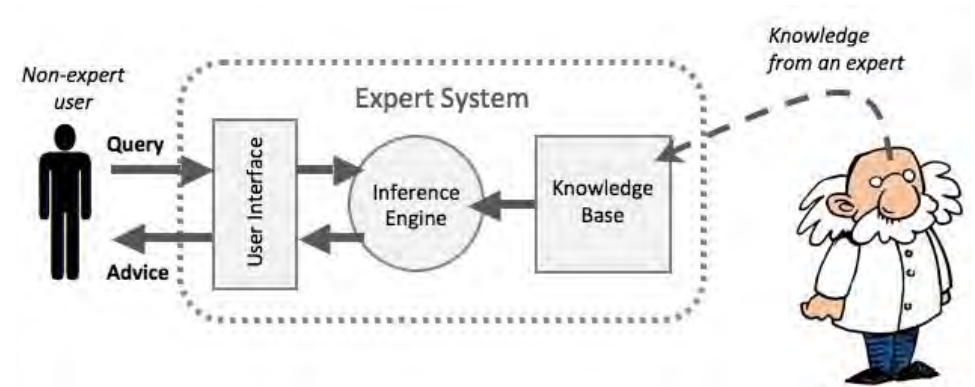 Non-expert
user
Knowledge
from an expert
Expert System
Query
Advice
User Interface
Inference
Engine
Knowledge
Base